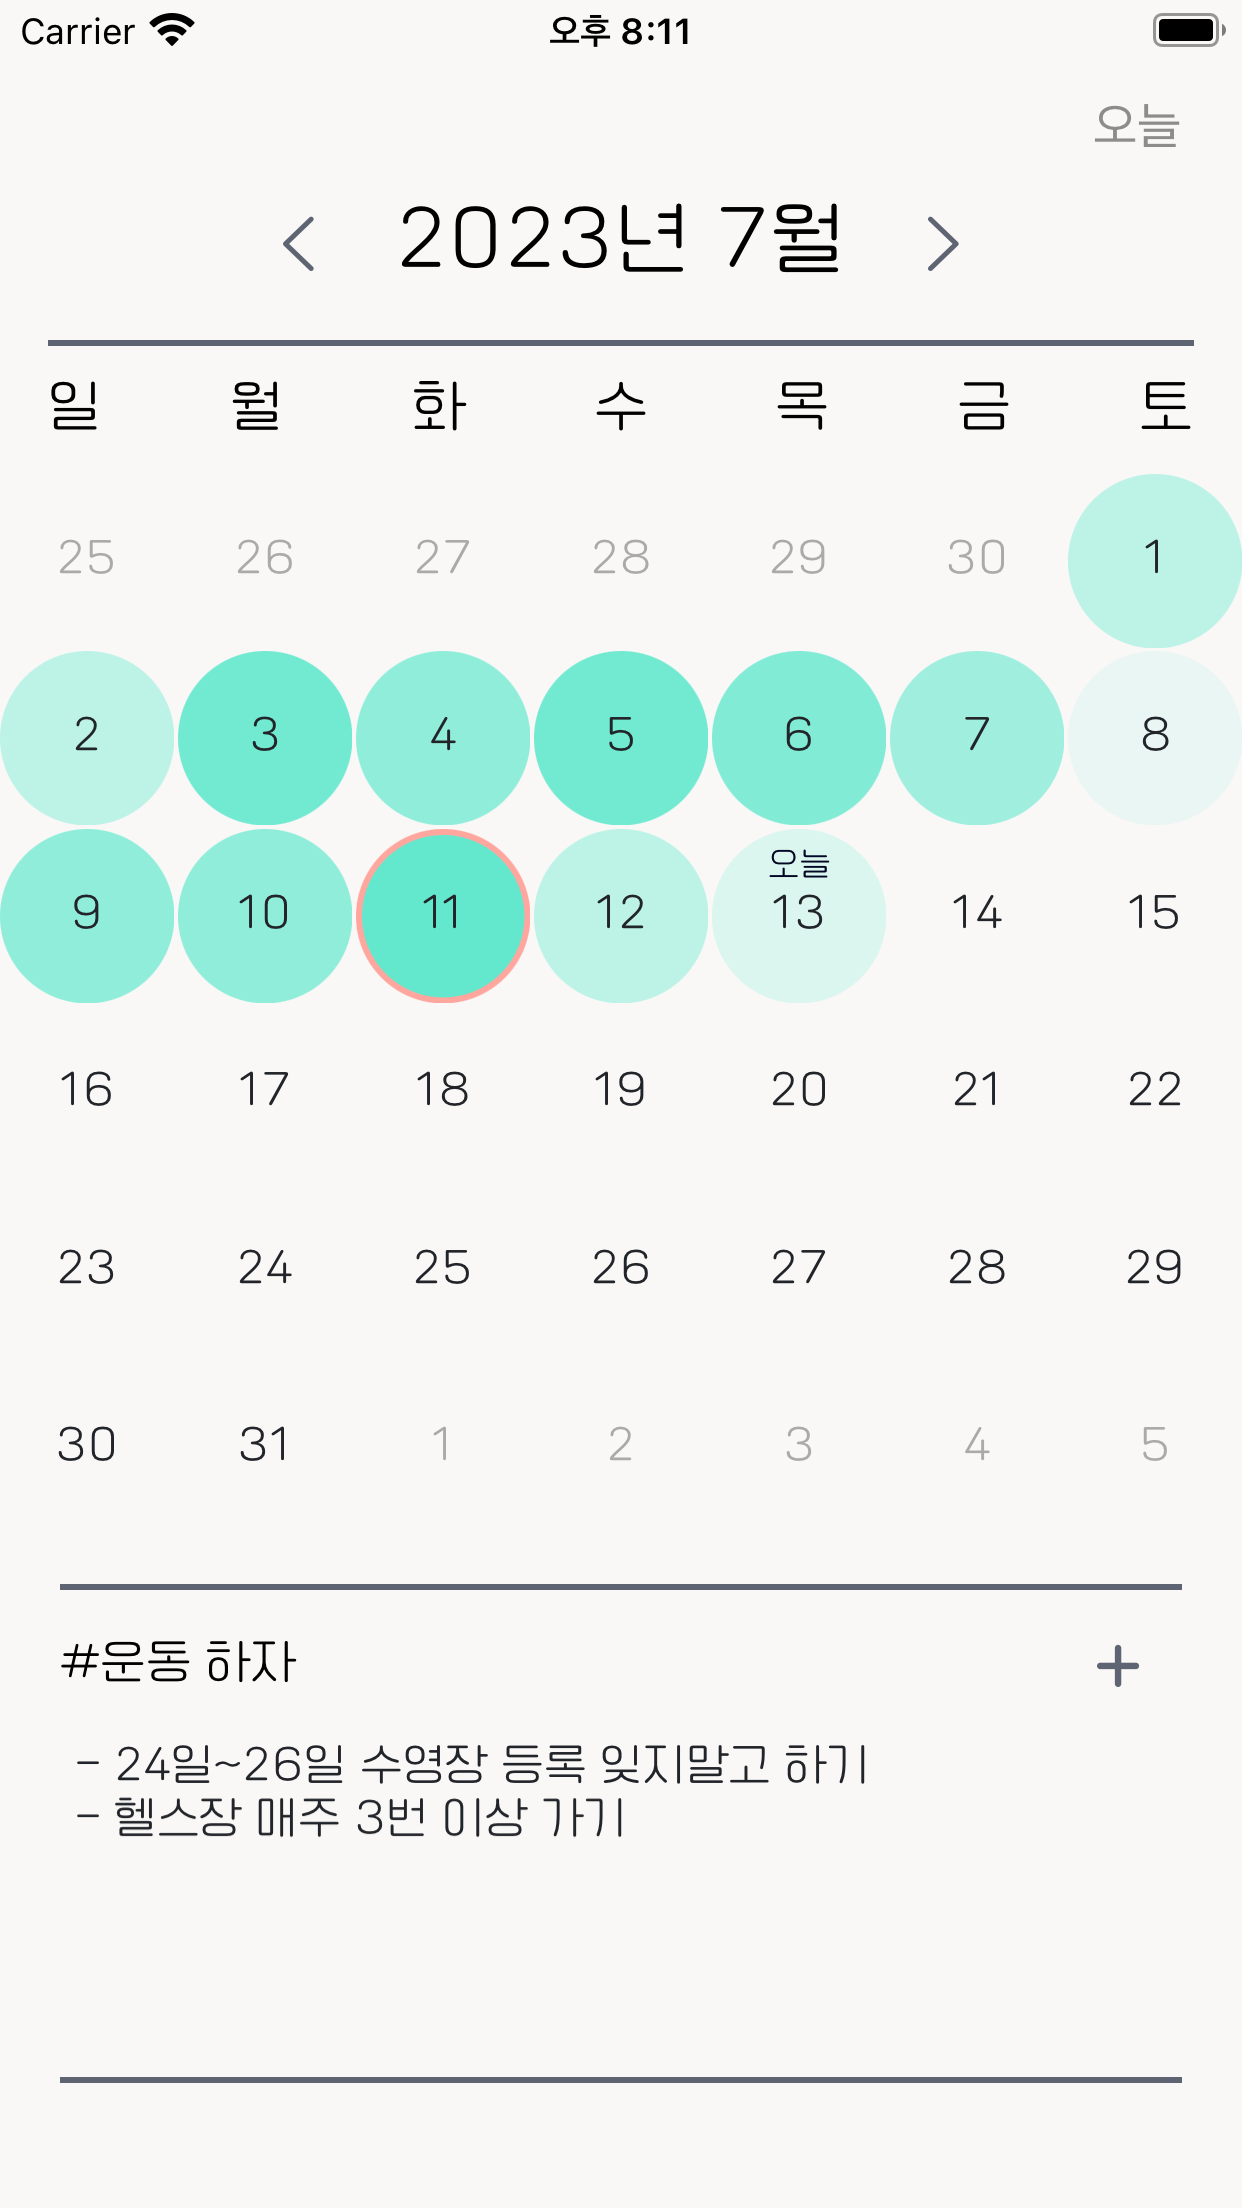 Carrier 오후 8:11
오늘
2023년 7월
일 월 화 수 목 금 토
25 26 27 28 29 30 1
2 3 4 5 6 7 8
오늘
9 10 11 12 13 14 15
16 17 18 19 20 21 22
23 24 25 26 27 28 29
30 31 1 2 3 4 5
#운동 하자 +
- 24일~26일 수영장 등록 잊지말고 하기
- 헬스장 매주 3번 이상 가기